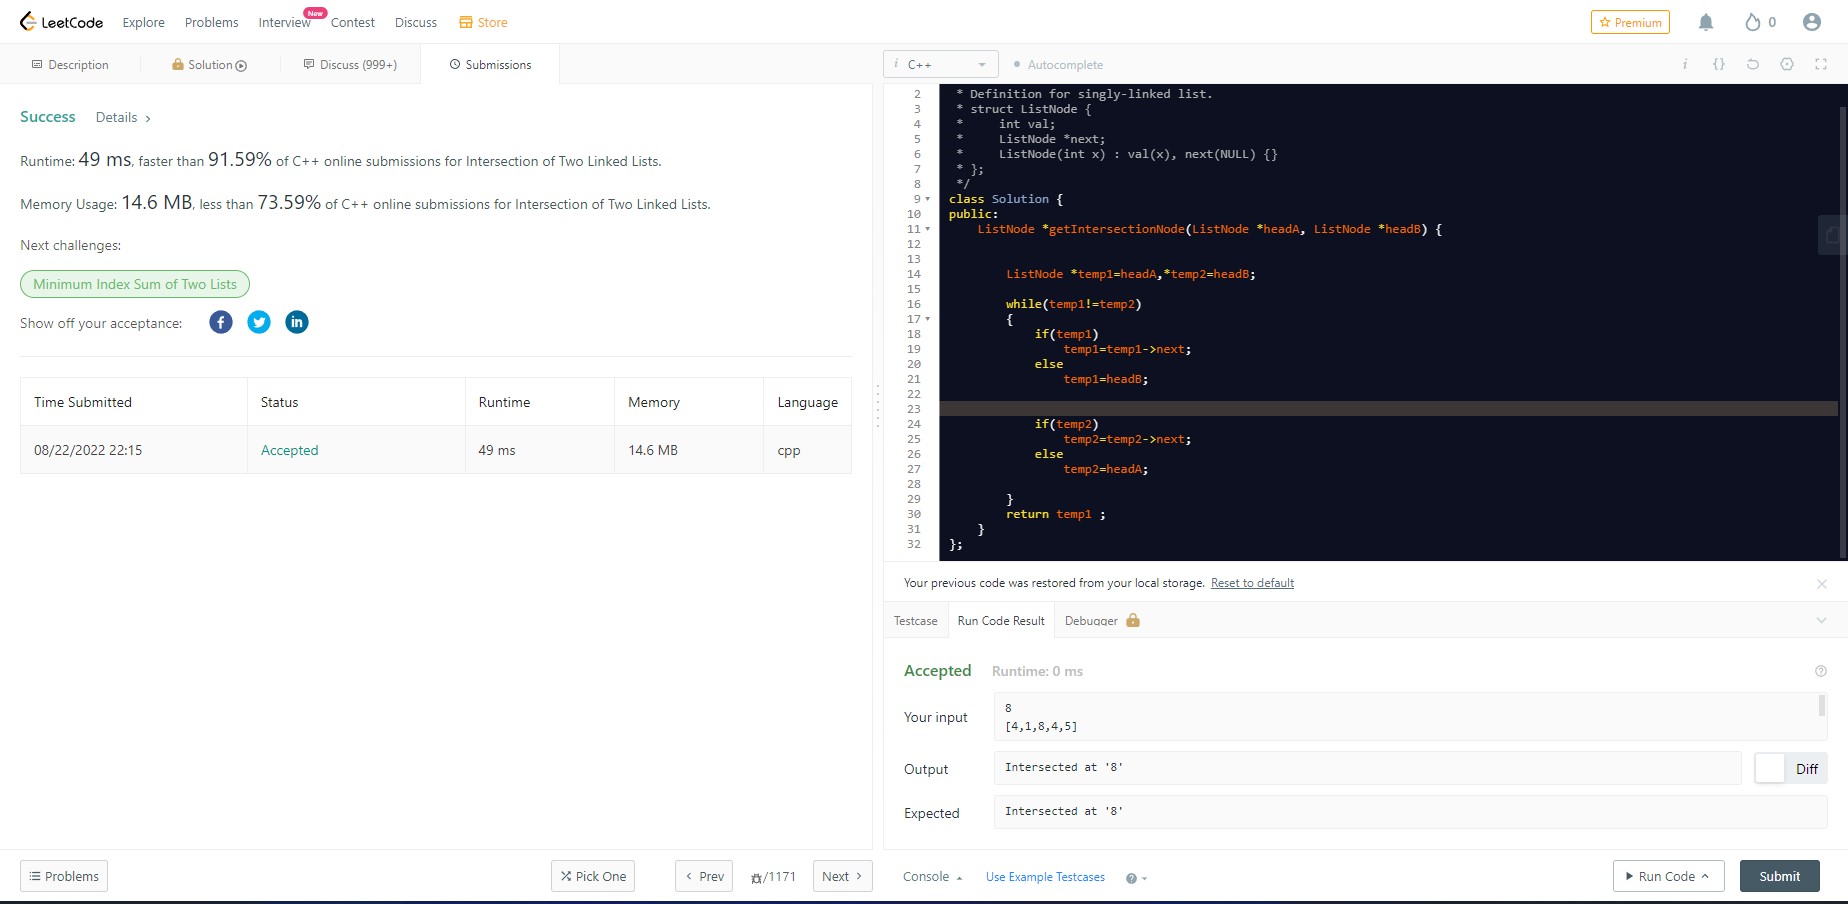 LeetCode Explore Problems Interview New Contest Discuss Store Premium 0
Description Solution Discuss (999+) Submissions
Success Details >
Runtime: 49 ms, faster than 91.59% of C++ online submissions for Intersection of Two Linked Lists.
Memory Usage: 14.6 MB, less than 73.59% of C++ online submissions for Intersection of Two Linked Lists.
Next challenges:
Minimum Index Sum of Two Lists
Show off your acceptance:
Time Submitted Status Runtime Memory Language
08/22/2022 22:15 Accepted 49 ms 14.6 MB cpp
Problems Pick One < Prev /1171 Next >
i C++ Autocomplete i {}
2 * Definition for singly-linked list.
3 * struct ListNode {
4 *     int val;
5 *     ListNode *next;
6 *     ListNode(int x) : val(x), next(NULL) {}
7 * };
8 */
9 class Solution {
10 public:
11     ListNode *getIntersectionNode(ListNode *headA, ListNode *headB) {
12
13
14         ListNode *temp1=headA,*temp2=headB;
15
16         while(temp1!=temp2)
17         {
18             if(temp1)
19                 temp1=temp1->next;
20             else
21                 temp1=headB;
22
23
24             if(temp2)
25                 temp2=temp2->next;
26             else
27                 temp2=headA;
28
29         }
30         return temp1 ;
31     }
32 };
Your previous code was restored from your local storage. Reset to default
Testcase Run Code Result Debugger
Accepted Runtime: 0 ms
Your input
8
[4,1,8,4,5]
Output Intersected at '8' Diff
Expected Intersected at '8'
Console Use Example Testcases Run Code Submit